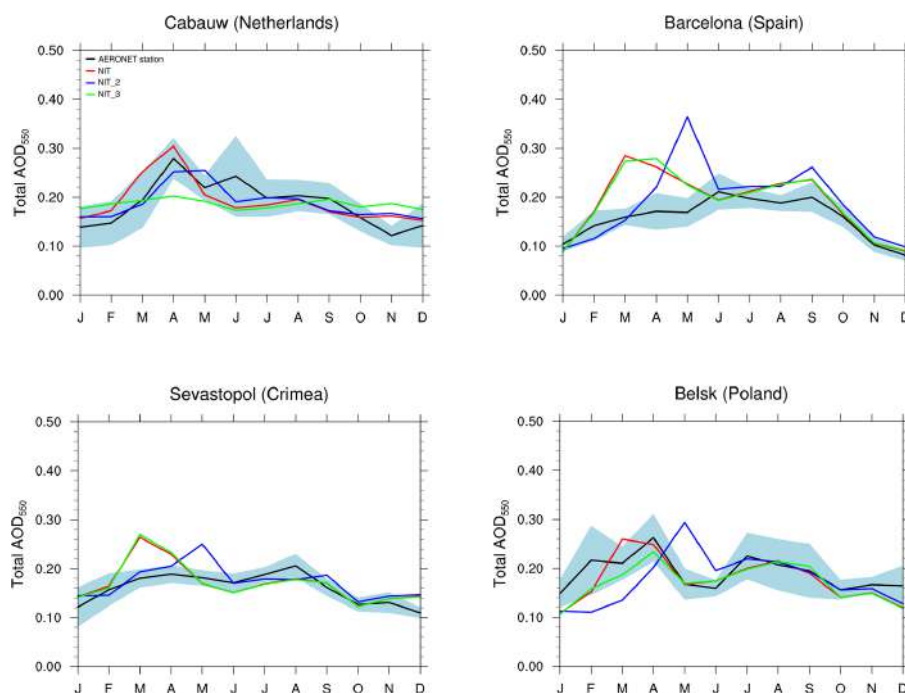 Cabauw (Netherlands)
Total AOD550
0.50
0.40
0.30
0.20
0.10
0.00
AERONET station
NIT
NIT_2
NIT_3
J F M A M J J A S O N D
Barcelona (Spain)
Total AOD550
0.50
0.40
0.30
0.20
0.10
0.00
J F M A M J J A S O N D
Sevastopol (Crimea)
Total AOD550
0.50
0.40
0.30
0.20
0.10
0.00
J F M A M J J A S O N D
Belsk (Poland)
Total AOD550
0.50
0.40
0.30
0.20
0.10
0.00
J F M A M J J A S O N D